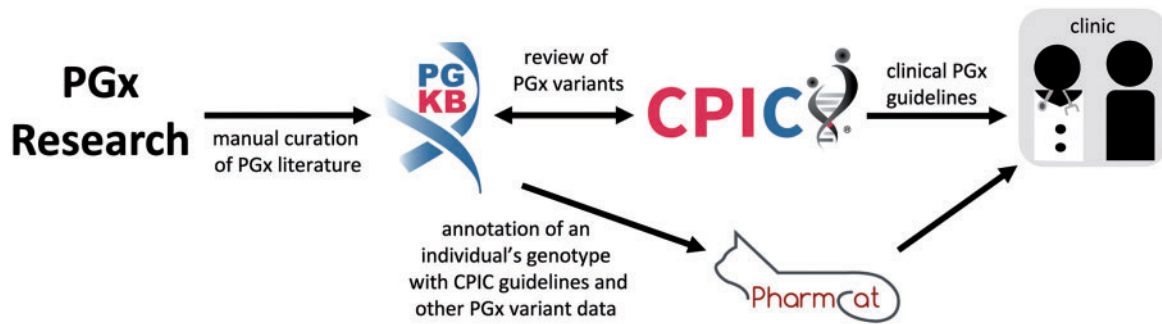 PGx
Research
manual curation
of PGx literature
PG
KB
review of
PGx variants
CPIC
®
clinical PGx
guidelines
clinic
annotation of an
individual's genotype
with CPIC guidelines and
other PGx variant data
PharmCat